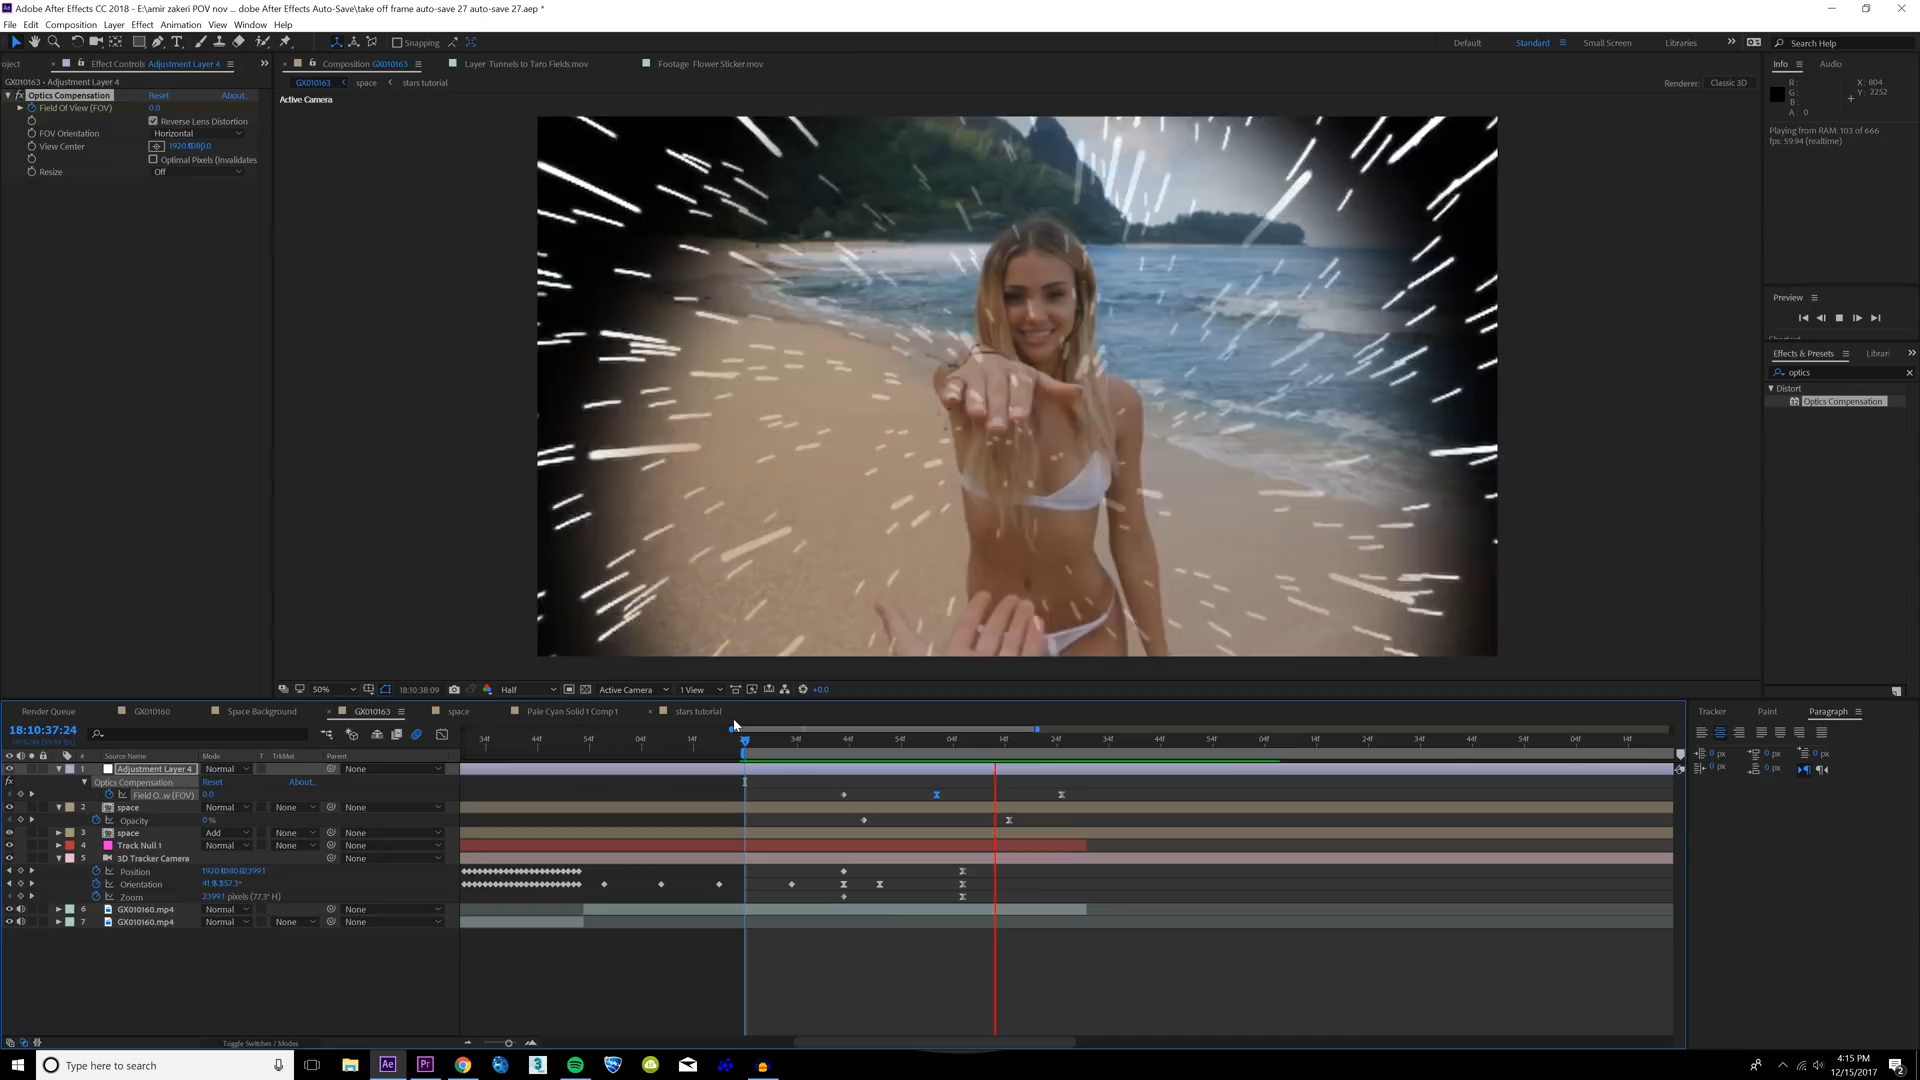 Adobe After Effects CC 2018 - E:\amir zakeri POV nov ... dobe After Effects Auto-Save\take off frame auto-save 27 auto-save 27.aep *
File Edit Composition Layer Effect Animation View Window Help
Snapping
Default Standard Small Screen Libraries Search Help
oject Effect Controls Adjustment Layer 4
Composition GX010163 Layer Tunnels to Taro Fields.mov Footage Flower Sticker.mov
Info Audio
GX010163 • Adjustment Layer 4
GX010163 space stars tutorial
Renderer: Classic 3D
fx Optics Compensation Reset About...
Field Of View (FOV) 0.0
Reverse Lens Distortion
FOV Orientation Horizontal
View Center 1920.0,1080.0
Optimal Pixels (Invalidates
Resize Off
Active Camera
R:
G:
B:
A: 0
X: 804
Y: 2252
Playing from RAM: 103 of 666
fps: 59.94 (realtime)
Preview
Effects & Presets Librari
optics
Distort
Optics Compensation
50% 18:10:38:09 Half Active Camera 1 View +0.0
Render Queue GX010160 Space Background GX010163 space Pale Cyan Solid 1 Comp 1 stars tutorial
Tracker Paint Paragraph
18:10:37:24
34f 44f 54f 04f 14f 34f 44f 54f 04f 14f 24f 34f 44f 54f 04f 14f 24f 34f 44f 54f 04f 14f
# Source Name Mode T TrkMat Parent
1 Adjustment Layer 4 Normal None
Optics Compensation Reset About...
Field O...w (FOV) 0.0
2 space Normal None None
Opacity 0%
3 space Add None None
4 Track Null 1 Normal None None
5 3D Tracker Camera None
Position
Orientation
Zoom pixels (77.3° H)
6 GX010160.mp4 Normal None
7 GX010160.mp4 Normal None None
0 px 0 px 0 px
0 px 0 px
Toggle Switches / Modes
Type here to search
Ae Pr
4:15 PM
12/15/2017